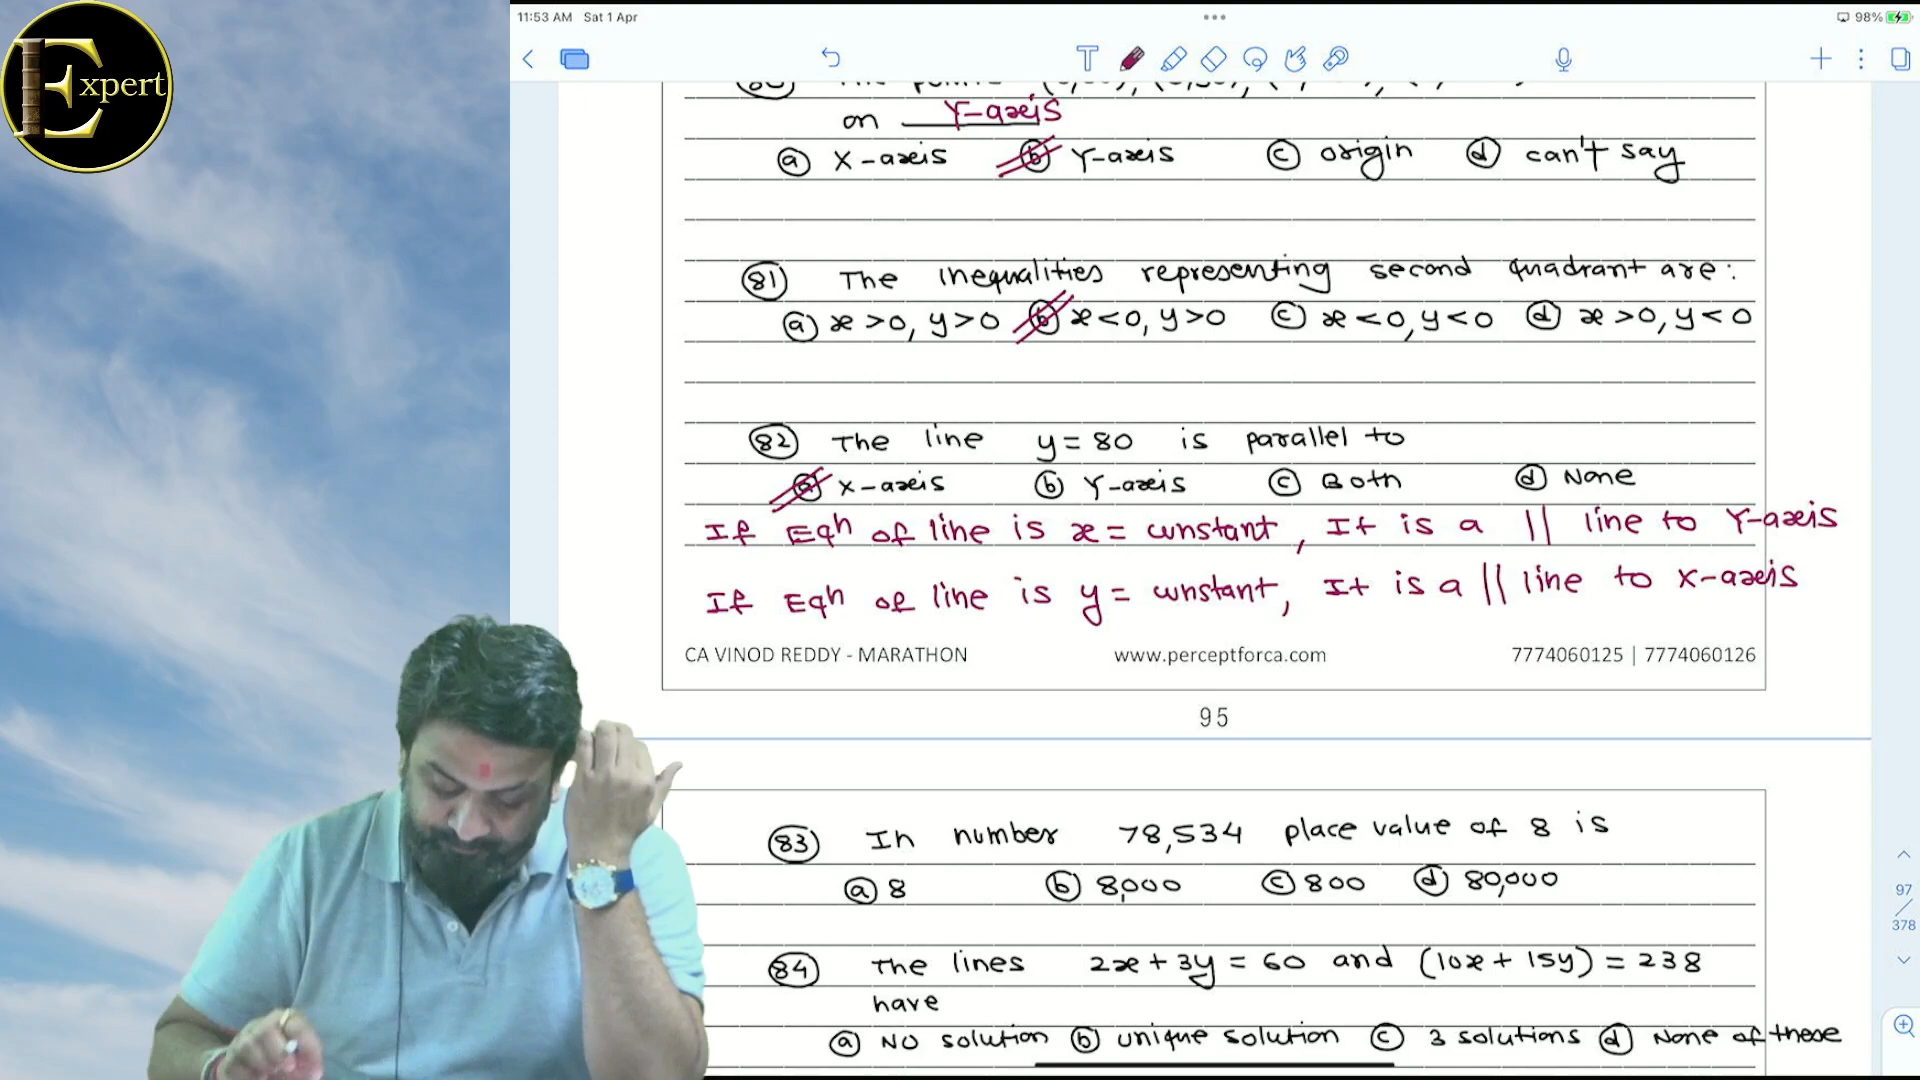 Expert
11:53 AM Sat 1 Apr
98%
on Y-axis
(a) X-axis (b) Y-axis (c) origin (d) can't say
(81) The inequalities representing second quadrant are:
(a) x >0, y>0 (b) x<0, y>0 (c) x <0, y<0 (d) x >0, y<0
(82) The line y = 80 is parallel to
(a) X-axis (b) Y-axis (c) Both (d) None
If Eqn of line is x = constant, It is a || line to Y-axis
If Eqn of line is y = constant, It is a || line to X-axis
CA VINOD REDDY - MARATHON www.perceptforca.com 7774060125 | 7774060126
95
(83) In number 78,534 place value of 8 is
(a) 8 (b) 8,000 (c) 800 (d) 80,000
(84) The lines 2x + 3y = 60 and (10x + 15y) = 238
have
(a) No solution (b) unique solution (c) 3 solutions (d) None of these
97
378